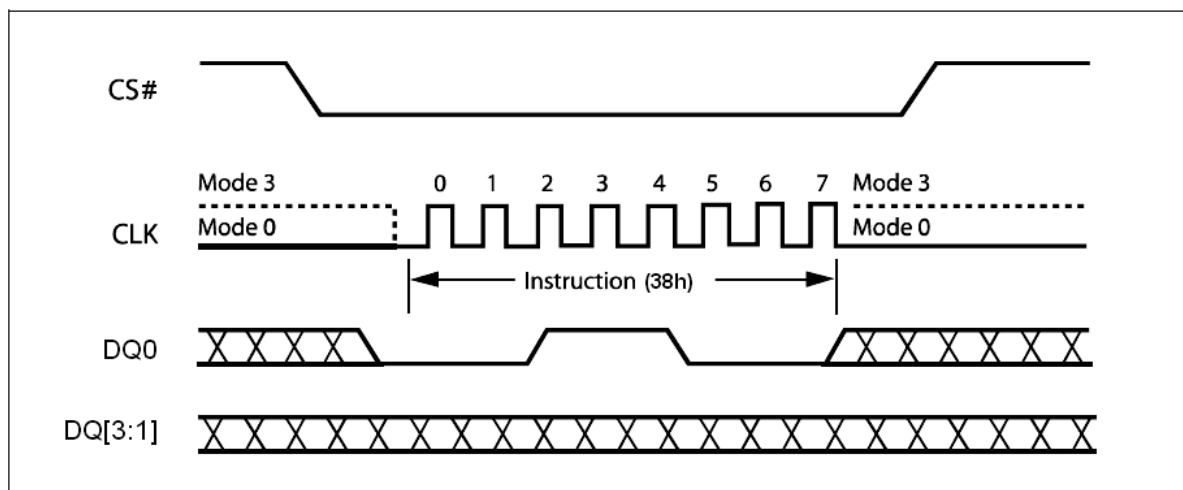 CS#
Mode 3 0 1 2 3 4 5 6 7 Mode 3
CLK Mode 0 Mode 0
Instruction (38h)
DQ0
DQ[3:1]